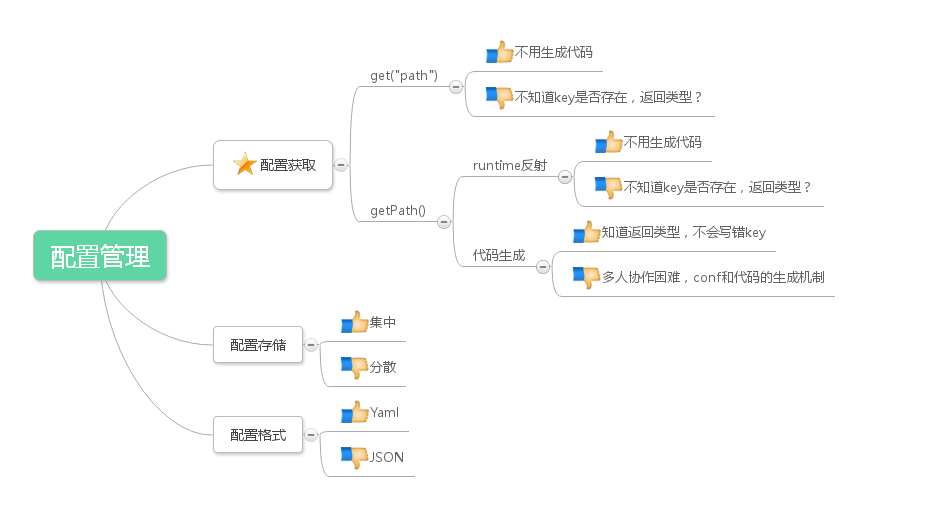 配置管理
配置获取
get("path")
不用生成代码
不知道key是否存在，返回类型？
getPath()
runtime反射
不用生成代码
不知道key是否存在，返回类型？
代码生成
知道返回类型，不会写错key
多人协作困难，conf和代码的生成机制
配置存储
集中
分散
配置格式
Yaml
JSON